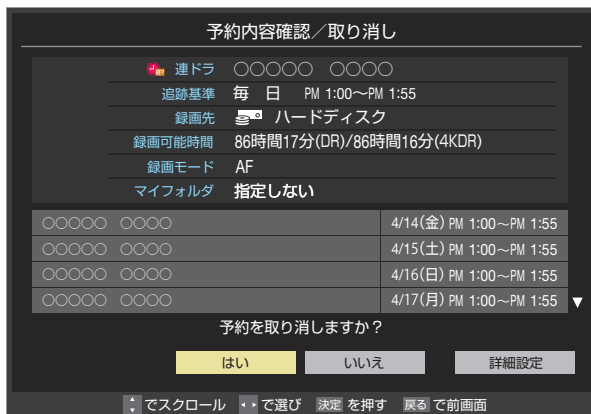 予約内容確認／取り消し
連ドラ ○○○○○ ○○○○
追跡基準 毎 日 PM 1:00～PM 1:55
録画先 ハードディスク
録画可能時間 86時間17分(DR)/86時間16分(4KDR)
録画モード AF
マイフォルダ 指定しない
○○○○○ ○○○○ 4/14(金) PM 1:00～PM 1:55
○○○○○ ○○○○ 4/15(土) PM 1:00～PM 1:55
○○○○○ ○○○○ 4/16(日) PM 1:00～PM 1:55
○○○○○ ○○○○ 4/17(月) PM 1:00～PM 1:55 ▼
予約を取り消しますか？
はい いいえ 詳細設定
でスクロール で選び 決定 を押す 戻る で前画面